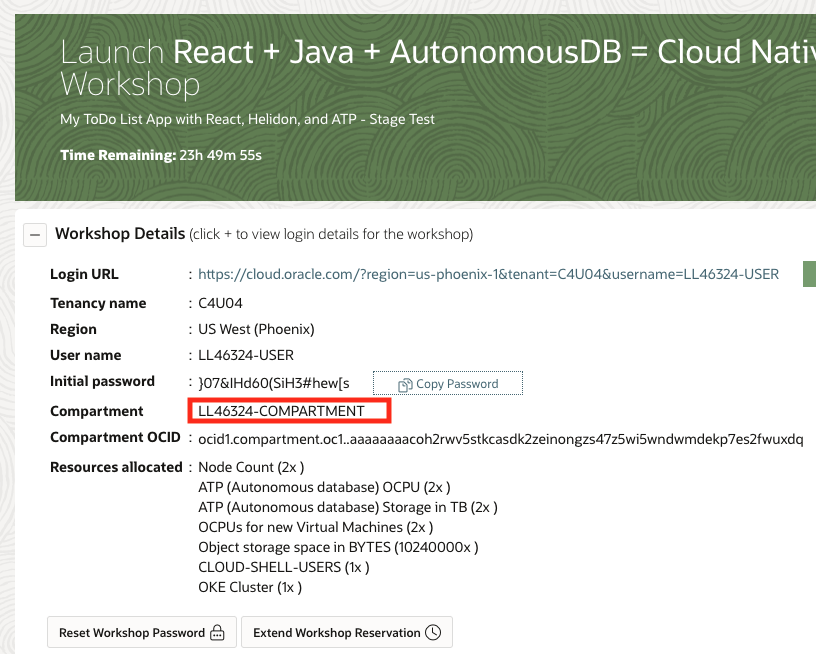 Launch React + Java + AutonomousDB = Cloud Nativ
Workshop
My ToDo List App with React, Helidon, and ATP - Stage Test
Time Remaining: 23h 49m 55s
Workshop Details (click + to view login details for the workshop)
Login URL : https://cloud.oracle.com/?region=us-phoenix-1&tenant=C4U04&username=LL46324-USER
Tenancy name : C4U04
Region : US West (Phoenix)
User name : LL46324-USER
Initial password : }07&lHd60(SiH3#hew[s Copy Password
Compartment LL46324-COMPARTMENT
Compartment OCID : ocid1.compartment.oc1..aaaaaaaacoh2rwv5stkcasdk2zeinongzs47z5wi5wndwmdekp7es2fwuxdq
Resources allocated : Node Count (2x )
ATP (Autonomous database) OCPU (2x )
ATP (Autonomous database) Storage in TB (2x )
OCPUs for new Virtual Machines (2x )
Object storage space in BYTES (10240000x )
CLOUD-SHELL-USERS (1x )
OKE Cluster (1x )
Reset Workshop Password Extend Workshop Reservation